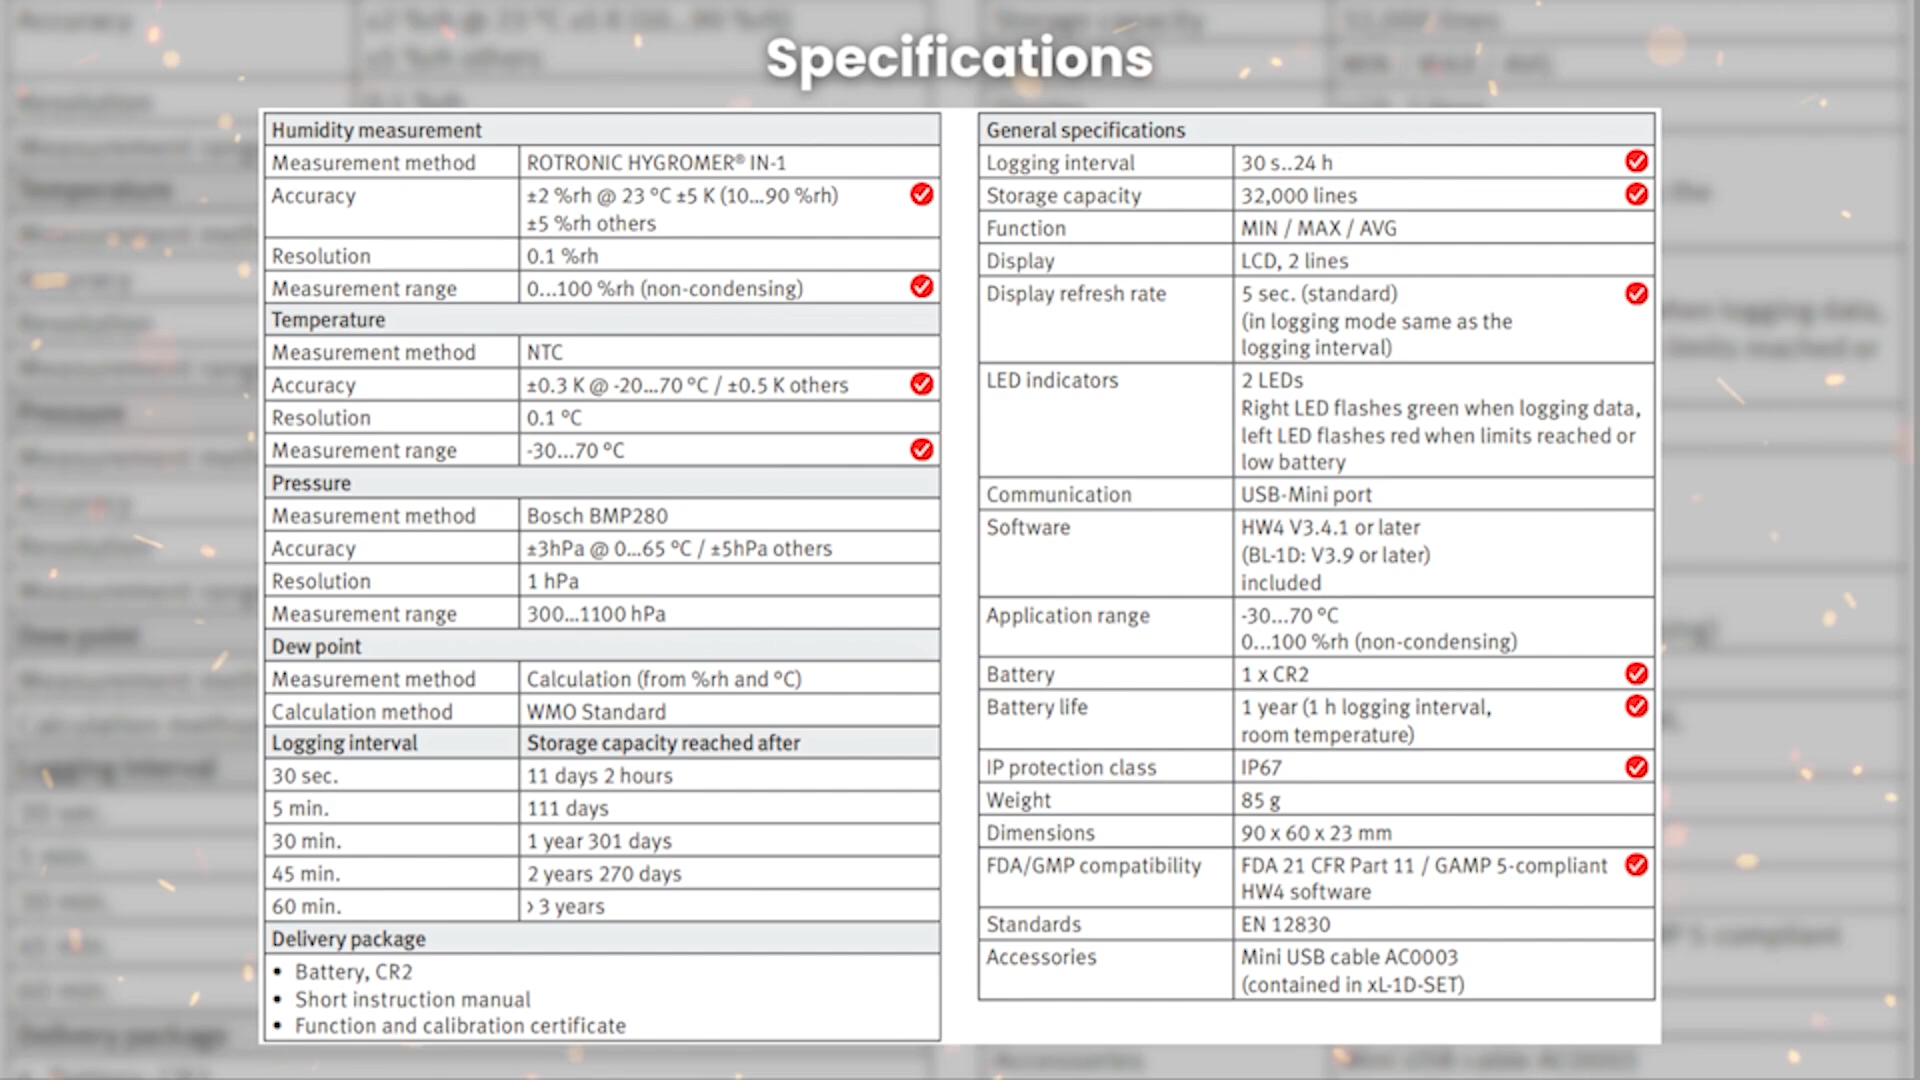 Specifications
Humidity measurement
Measurement method ROTRONIC HYGROMER® IN-1
Accuracy ±2 %rh @ 23 °C ±5 K (10...90 %rh)
±5 %rh others
Resolution 0.1 %rh
Measurement range 0...100 %rh (non-condensing)
Temperature
Measurement method NTC
Accuracy ±0.3 K @ -20...70 °C / ±0.5 K others
Resolution 0.1 °C
Measurement range -30...70 °C
Pressure
Measurement method Bosch BMP280
Accuracy ±3hPa @ 0...65 °C / ±5hPa others
Resolution 1 hPa
Measurement range 300...1100 hPa
Dew point
Measurement method Calculation (from %rh and °C)
Calculation method WMO Standard
Logging interval Storage capacity reached after
30 sec. 11 days 2 hours
5 min. 111 days
30 min. 1 year 301 days
45 min. 2 years 270 days
60 min. › 3 years
Delivery package
• Battery, CR2
• Short instruction manual
• Function and calibration certificate
General specifications
Logging interval 30 s..24 h
Storage capacity 32,000 lines
Function MIN / MAX / AVG
Display LCD, 2 lines
Display refresh rate 5 sec. (standard)
(in logging mode same as the
logging interval)
LED indicators 2 LEDs
Right LED flashes green when logging data,
left LED flashes red when limits reached or
low battery
Communication USB-Mini port
Software HW4 V3.4.1 or later
(BL-1D: V3.9 or later)
included
Application range -30...70 °C
0...100 %rh (non-condensing)
Battery 1 x CR2
Battery life 1 year (1 h logging interval,
room temperature)
IP protection class IP67
Weight 85 g
Dimensions 90 x 60 x 23 mm
FDA/GMP compatibility FDA 21 CFR Part 11 / GAMP 5-compliant
HW4 software
Standards EN 12830
Accessories Mini USB cable AC0003
(contained in xL-1D-SET)